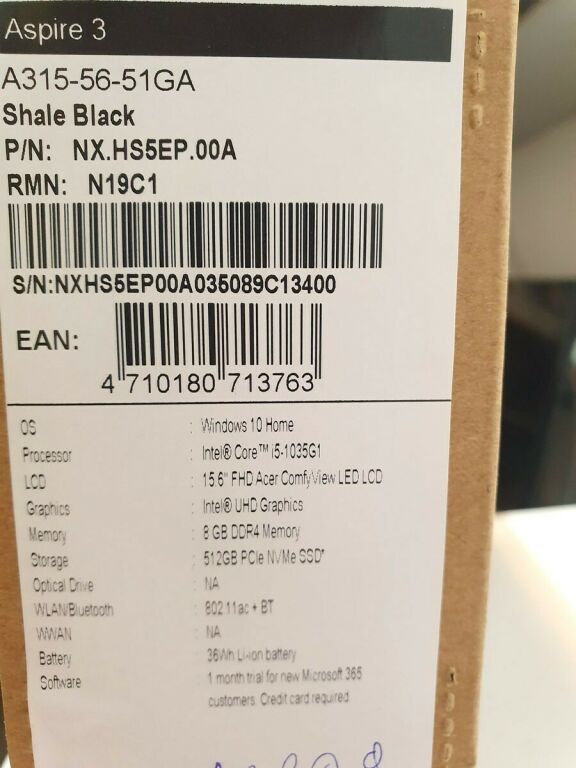 Aspire 3
A315-56-51GA
Shale Black
P/N: NX.HS5EP.00A
RMN: N19C1
S/N:NXHS5EP00A035089C13400
EAN:
4 710180 713763
OS : Windows 10 Home
Processor : Intel® Core™ i5-1035G1
LCD : 15.6" FHD Acer ComfyView LED LCD
Graphics : Intel® UHD Graphics
Memory : 8 GB DDR4 Memory
Storage : 512GB PCIe NVMe SSD*
Optical Drive : NA
WLAN/Bluetooth : 802.11ac + BT
WWAN : NA
Battery : 36Wh Li-ion battery
Software : 1 month trial for new Microsoft 365
customers. Credit card required.